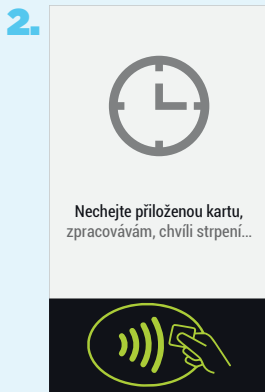 2.
Nechejte přiloženou kartu,
zpracovávám, chvíli strpení...